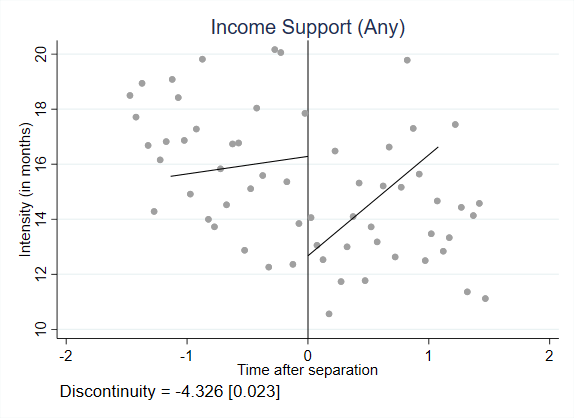 Income Support (Any)
Intensity (in months)
20
18
16
14
12
10
-2
-1
0
1
2
Time after separation
Discontinuity = -4.326 [0.023]